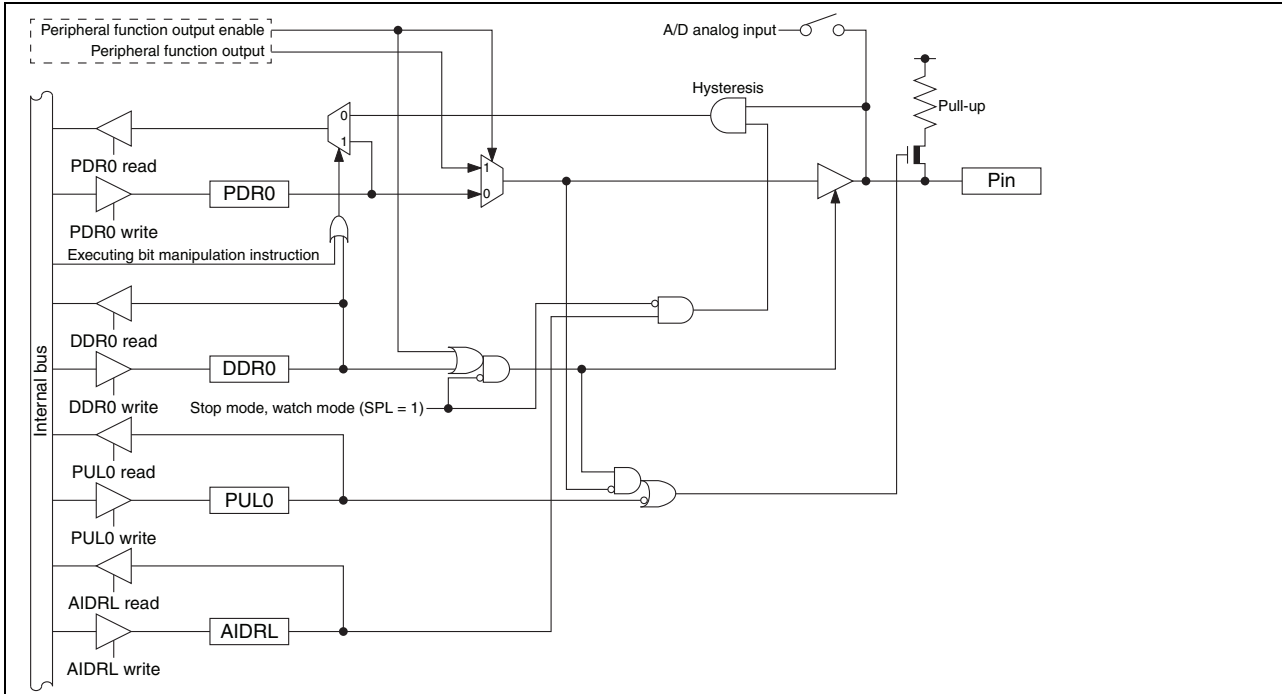 Peripheral function output enable
Peripheral function output
A/D analog input
Hysteresis
Pull-up
0
1
PDR0 read
1
0
Pin
PDR0
PDR0 write
Executing bit manipulation instruction
DDR0 read
DDR0
DDR0 write
Stop mode, watch mode (SPL = 1)
Internal bus
PUL0 read
PUL0
PUL0 write
AIDRL read
AIDRL
AIDRL write